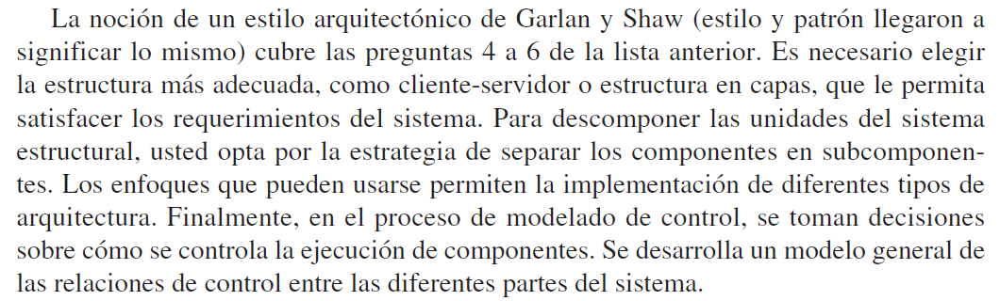 La noción de un estilo arquitectónico de Garlan y Shaw (estilo y patrón llegaron a
significar lo mismo) cubre las preguntas 4 a 6 de la lista anterior. Es necesario elegir
la estructura más adecuada, como cliente-servidor o estructura en capas, que le permita
satisfacer los requerimientos del sistema. Para descomponer las unidades del sistema
estructural, usted opta por la estrategia de separar los componentes en subcomponen-
tes. Los enfoques que pueden usarse permiten la implementación de diferentes tipos de
arquitectura. Finalmente, en el proceso de modelado de control, se toman decisiones
sobre cómo se controla la ejecución de componentes. Se desarrolla un modelo general de
las relaciones de control entre las diferentes partes del sistema.